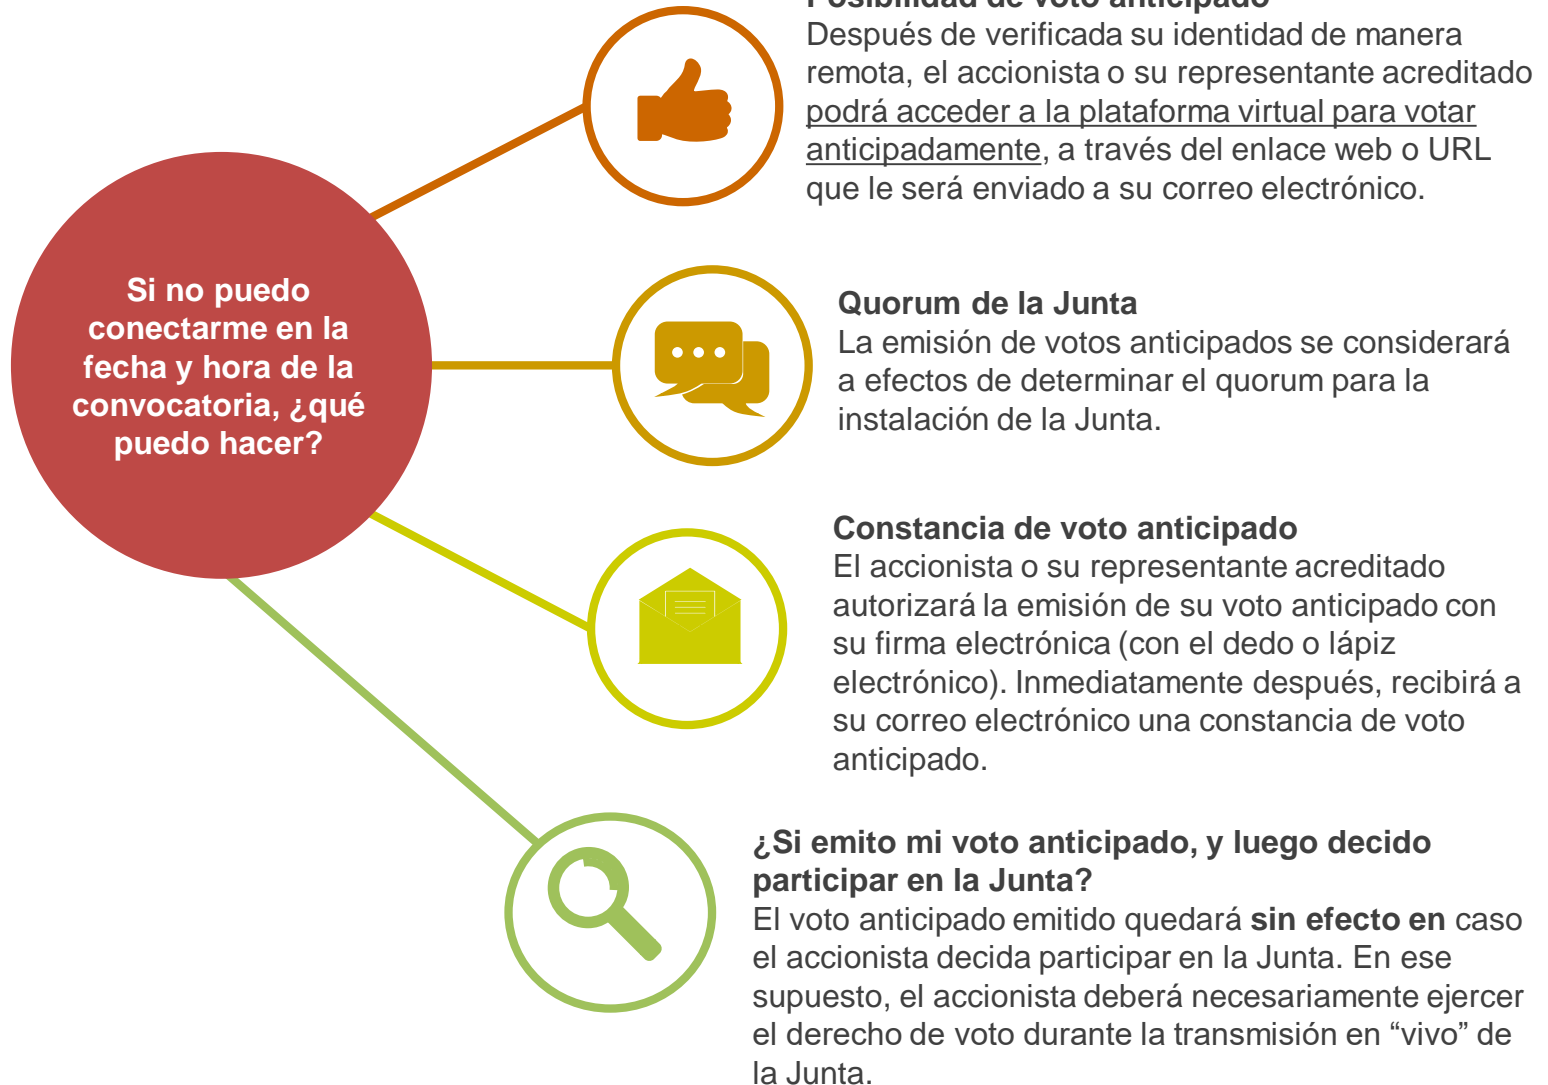 Posibilidad de voto anticipado
Después de verificada su identidad de manera
remota, el accionista o su representante acreditado
podrá acceder a la plataforma virtual para votar
anticipadamente, a través del enlace web o URL
que le será enviado a su correo electrónico.
Si no puedo
conectarme en la
fecha y hora de la
convocatoria, ¿qué
puedo hacer?
Quorum de la Junta
La emisión de votos anticipados se considerará
a efectos de determinar el quorum para la
instalación de la Junta.
Constancia de voto anticipado
El accionista o su representante acreditado
autorizará la emisión de su voto anticipado con
su firma electrónica (con el dedo o lápiz
electrónico). Inmediatamente después, recibirá a
su correo electrónico una constancia de voto
anticipado.
¿Si emito mi voto anticipado, y luego decido
participar en la Junta?
El voto anticipado emitido quedará sin efecto en caso
el accionista decida participar en la Junta. En ese
supuesto, el accionista deberá necesariamente ejercer
el derecho de voto durante la transmisión en “vivo” de
la Junta.